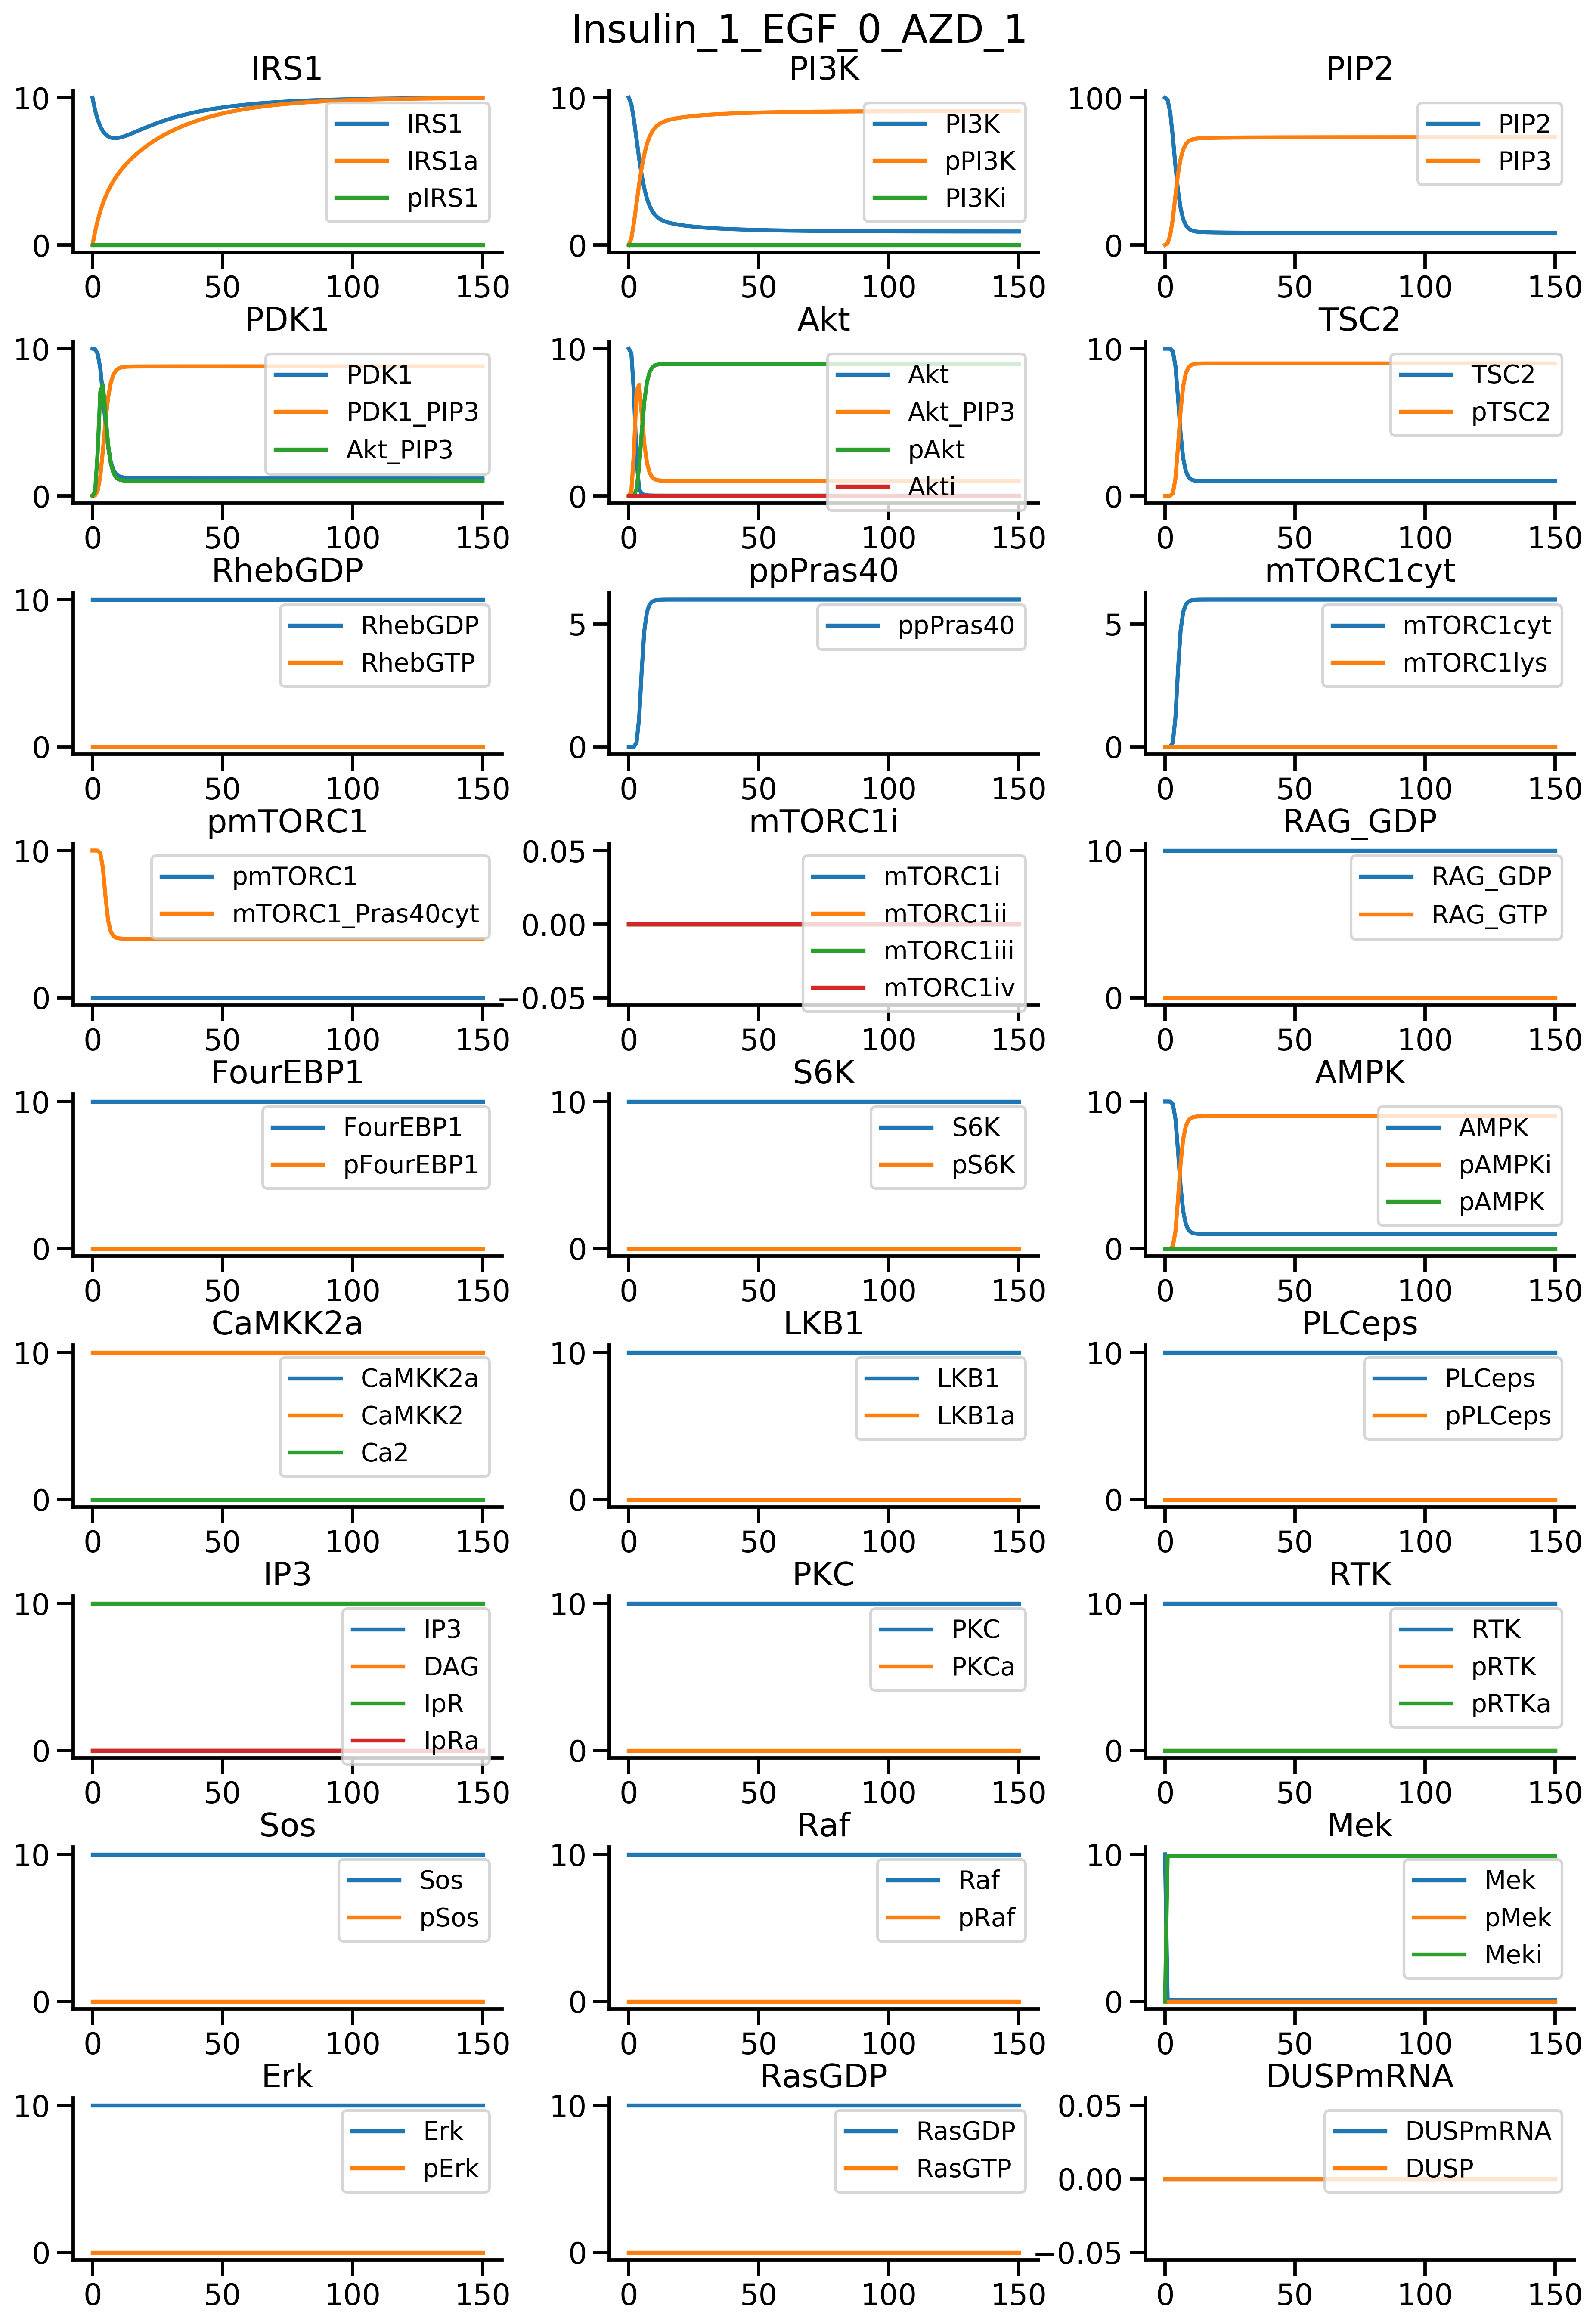 Insulin_1_EGF_0_AZD_1
IRS1
10
0
0 50 100 150
IRS1
IRS1a
pIRS1
PI3K
10
0
0 50 100 150
PI3K
pPI3K
PI3Ki
PIP2
100
0
0 50 100 150
PIP2
PIP3
PDK1
10
0
0 50 100 150
PDK1
PDK1_PIP3
Akt_PIP3
Akt
10
0
0 50 100 150
Akt
Akt_PIP3
pAkt
Akti
TSC2
10
0
0 50 100 150
TSC2
pTSC2
RhebGDP
10
0
0 50 100 150
RhebGDP
RhebGTP
ppPras40
5
0
0 50 100 150
ppPras40
mTORC1cyt
5
0
0 50 100 150
mTORC1cyt
mTORC1lys
pmTORC1
10
0
0 50 100 150
pmTORC1
mTORC1_Pras40cyt
mTORC1i
0.05
0.00
−0.05
0 50 100 150
mTORC1i
mTORC1ii
mTORC1iii
mTORC1iv
RAG_GDP
10
0
0 50 100 150
RAG_GDP
RAG_GTP
FourEBP1
10
0
0 50 100 150
FourEBP1
pFourEBP1
S6K
10
0
0 50 100 150
S6K
pS6K
AMPK
10
0
0 50 100 150
AMPK
pAMPKi
pAMPK
CaMKK2a
10
0
0 50 100 150
CaMKK2a
CaMKK2
Ca2
LKB1
10
0
0 50 100 150
LKB1
LKB1a
PLCeps
10
0
0 50 100 150
PLCeps
pPLCeps
IP3
10
0
0 50 100 150
IP3
DAG
IpR
IpRa
PKC
10
0
0 50 100 150
PKC
PKCa
RTK
10
0
0 50 100 150
RTK
pRTK
pRTKa
Sos
10
0
0 50 100 150
Sos
pSos
Raf
10
0
0 50 100 150
Raf
pRaf
Mek
10
0
0 50 100 150
Mek
pMek
Meki
Erk
10
0
0 50 100 150
Erk
pErk
RasGDP
10
0
0 50 100 150
RasGDP
RasGTP
DUSPmRNA
0.05
0.00
−0.05
0 50 100 150
DUSPmRNA
DUSP